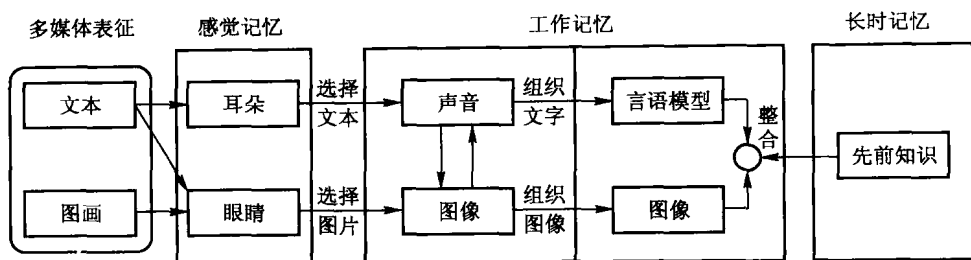 多媒体表征 感觉记忆 工作记忆 长时记忆
文本 耳朵 选择 文本 声音 组织 文字 言语模型 整合 先前知识
图画 眼睛 选择 图片 图像 组织 图像 图像